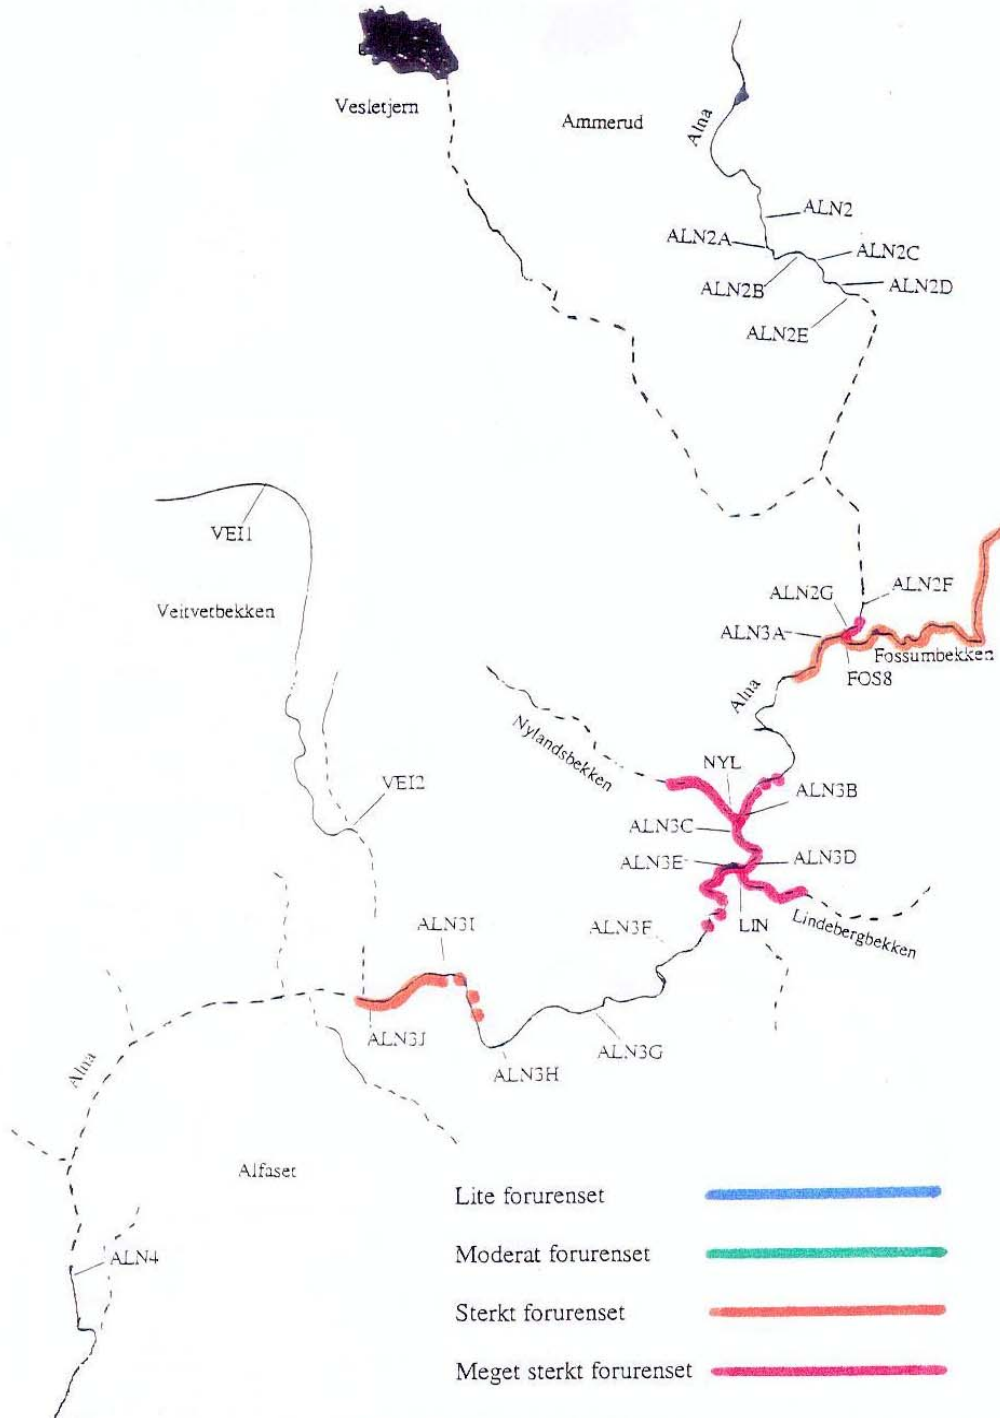 Vesletjern
Ammerud
Alna
ALN2
ALN2A
ALN2C
ALN2B
ALN2D
ALN2E
VEI1
Veitvetbekken
ALN2G
ALN2F
ALN3A
Fossumbekken
FOS8
Alna
Nylandsbekken
NYL
VEI2
ALN3B
ALN3C
ALN3E
ALN3D
ALN3I
ALN3F
LIN
Lindebergbekken
ALN3J
ALN3G
Alna
ALN3H
Alfaset
Lite forurenset
Moderat forurenset
ALN4
Sterkt forurenset
Meget sterkt forurenset